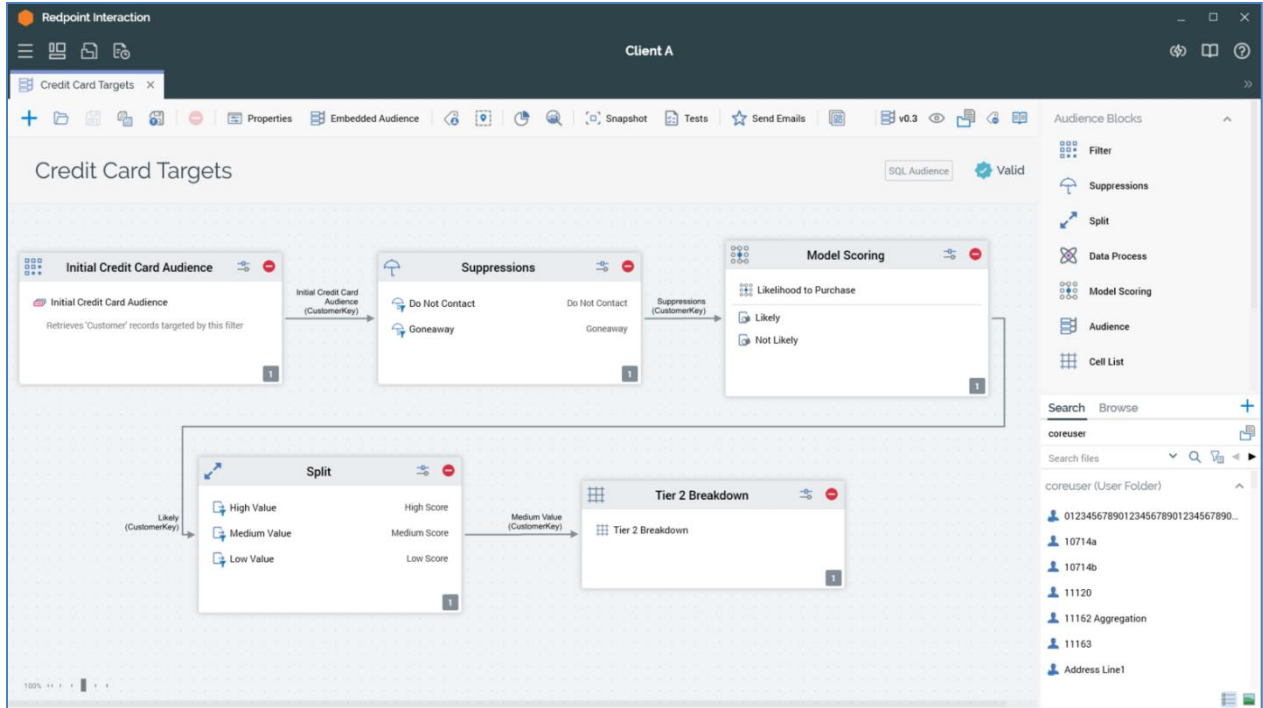 Redpoint Interaction
Client A
Credit Card Targets
Properties Embedded Audience Snapshot Tests Send Emails v0.3
Audience Blocks
Filter
Suppressions
Split
Data Process
Model Scoring
Audience
Cell List
Credit Card Targets
SQL Audience
Valid
Initial Credit Card Audience
Initial Credit Card Audience
Retrieves 'Customer' records targeted by this filter
1
Initial Credit Card
Audience
(CustomerKey)
Suppressions
Do Not Contact Do Not Contact
Goneaway Goneaway
1
Suppressions
(CustomerKey)
Model Scoring
Likelihood to Purchase
Likely
Not Likely
1
Likely
(CustomerKey)
Split
High Value High Score
Medium Value Medium Score
Low Value Low Score
1
Medium Value
(CustomerKey)
Tier 2 Breakdown
Tier 2 Breakdown
1
100%
Search Browse
coreuser
Search files
coreuser (User Folder)
0123456789012345678901234567890...
10714a
10714b
11120
11162 Aggregation
11163
Address Line1